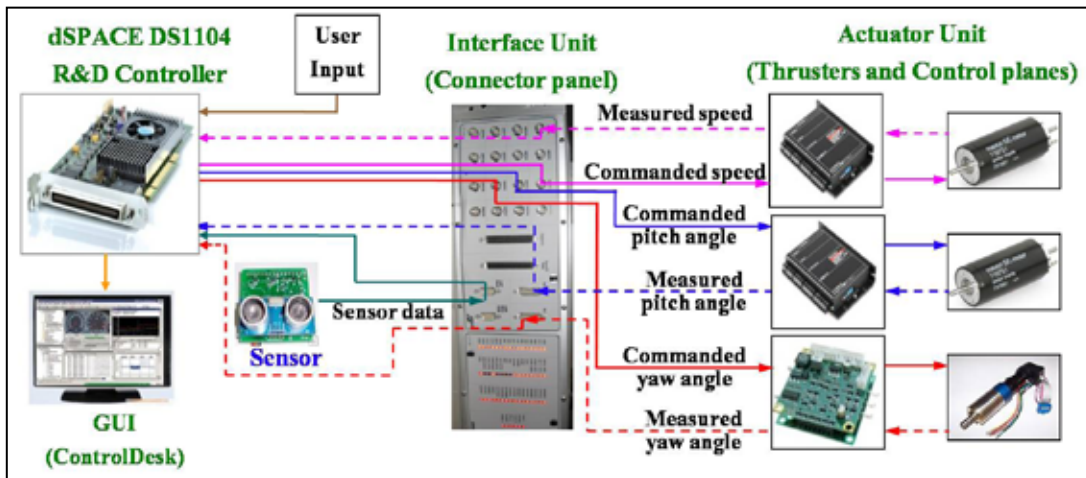 dSPACE DS1104
R&D Controller
User
Input
Interface Unit
(Connector panel)
Actuator Unit
(Thrusters and Control planes)
Measured speed
Commanded speed
Commanded
pitch angle
Measured
pitch angle
Sensor data
Sensor
Commanded
yaw angle
Measured
yaw angle
GUI
(ControlDesk)